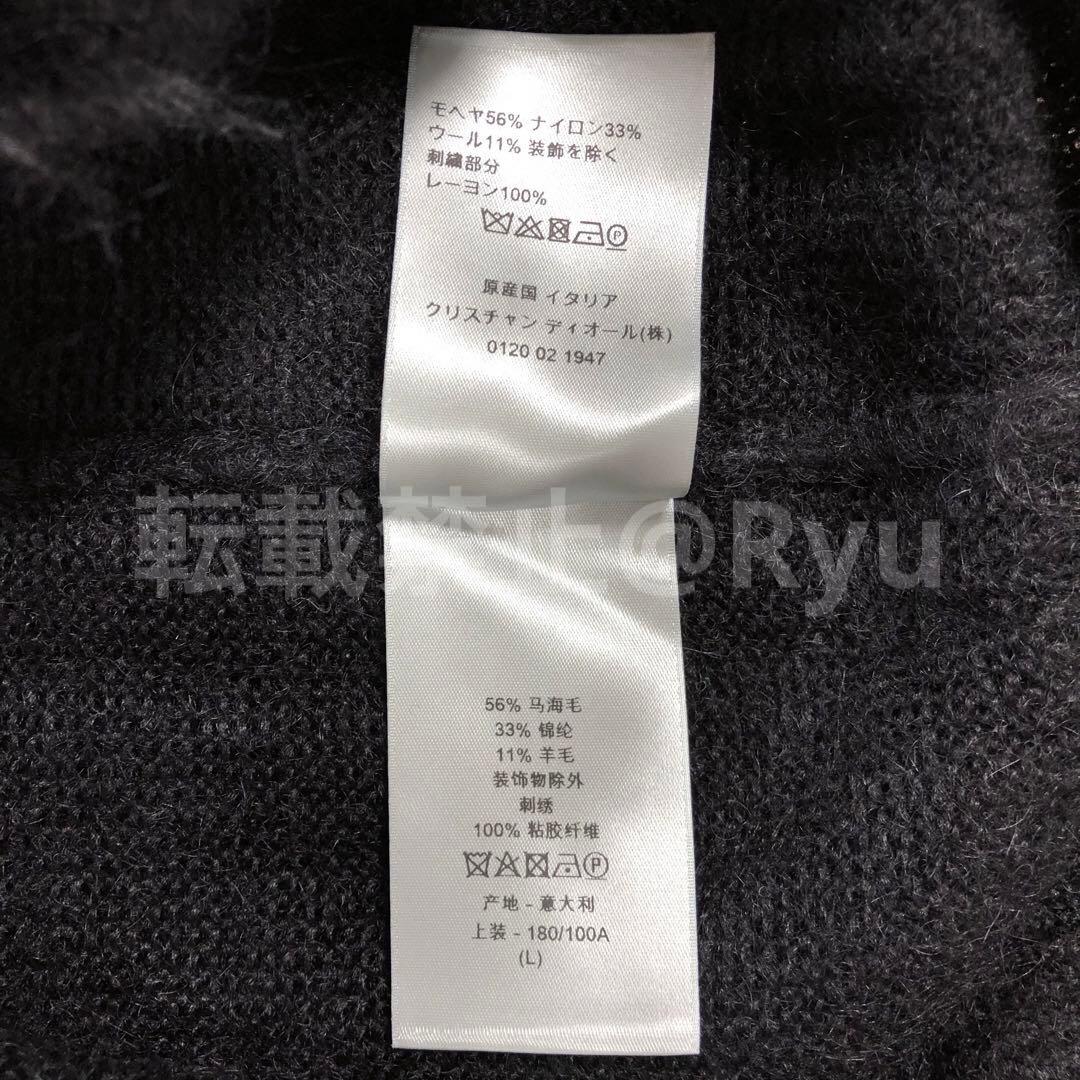 モヘヤ56% ナイロン33%
ウール11% 装飾を除く
刺繍部分
レーヨン100%
P
原産国 イタリア
クリスチャン ディオール(株)
0120 02 1947
転載禁止@Ryu
56% 马海毛
33% 锦纶
11% 羊毛
装饰物除外
刺绣
100% 粘胶纤维
P
产地 - 意大利
上装 - 180/100A
(L)